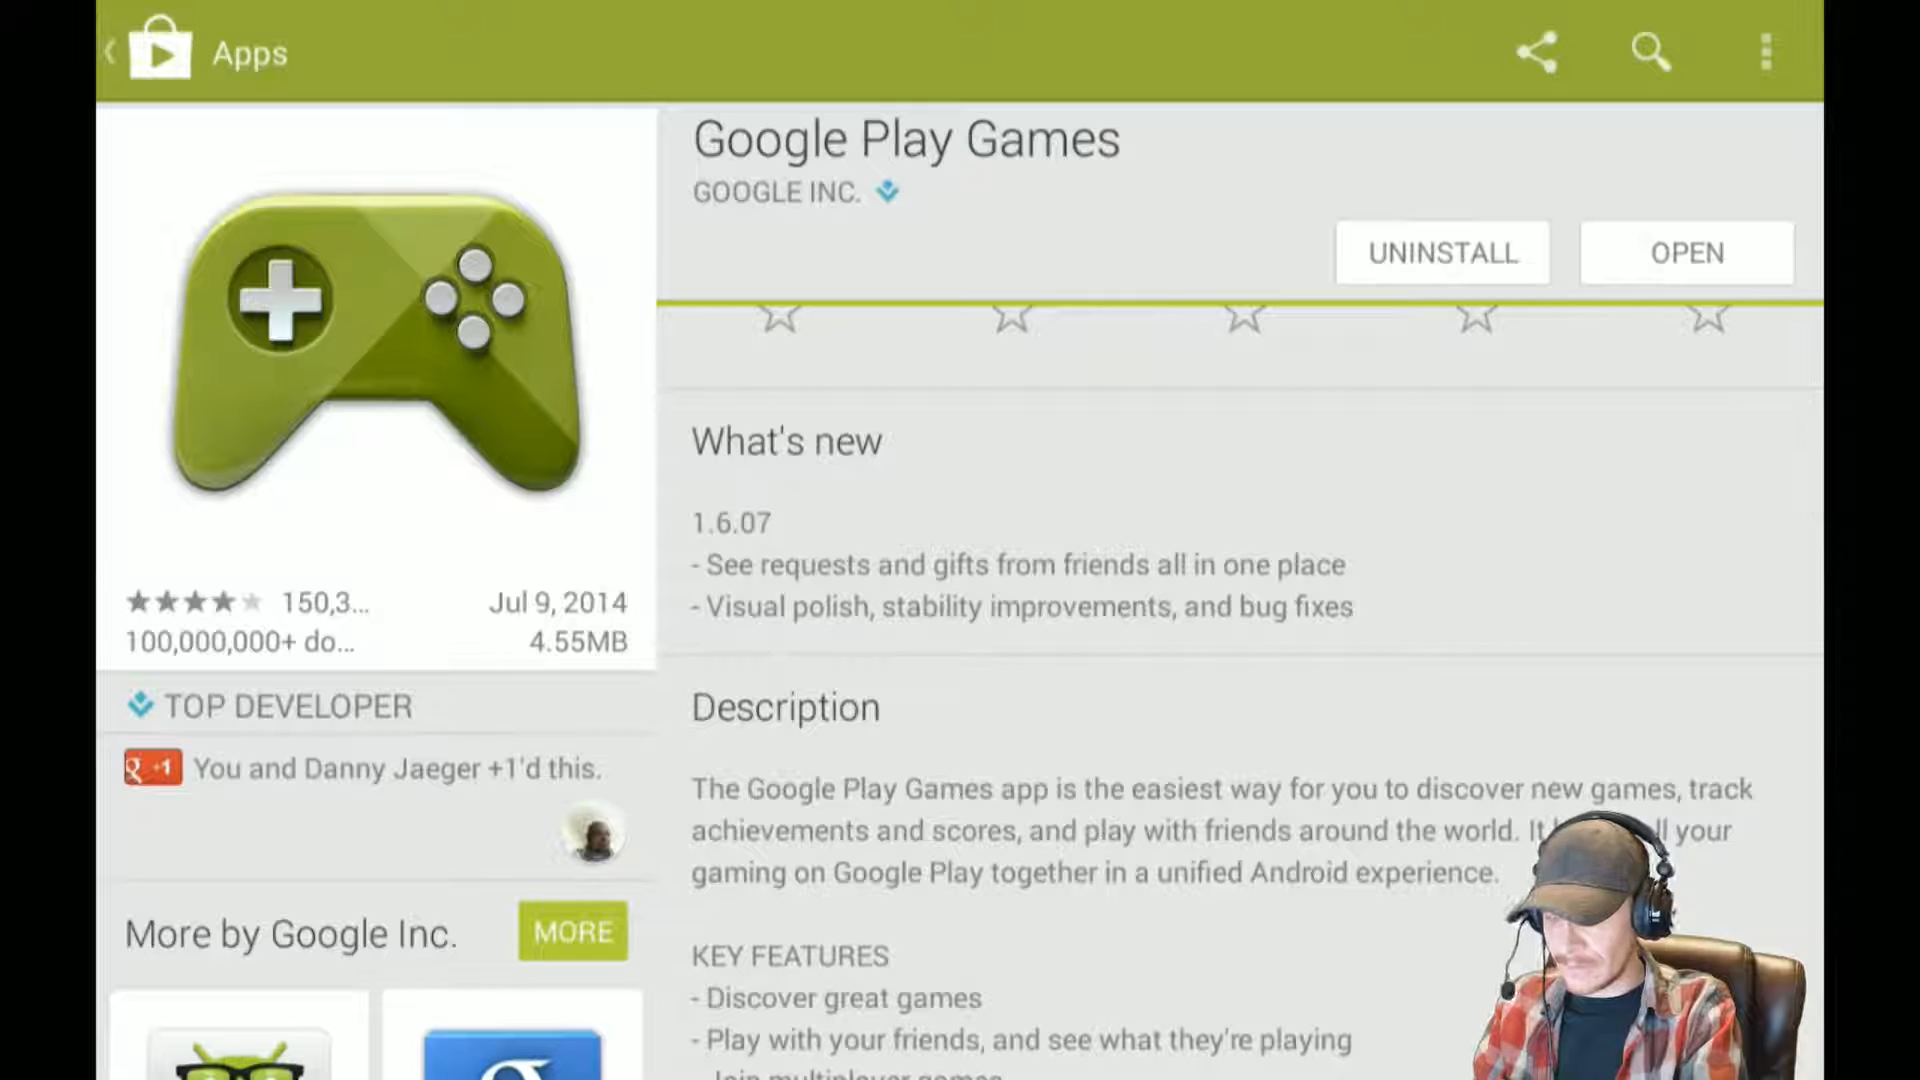 Apps
Google Play Games
GOOGLE INC.
UNINSTALL
OPEN
What's new
1.6.07
- See requests and gifts from friends all in one place
- Visual polish, stability improvements, and bug fixes
150,3...
Jul 9, 2014
100,000,000+ do...
4.55MB
TOP DEVELOPER
g +1 You and Danny Jaeger +1'd this.
More by Google Inc.
MORE
Description
The Google Play Games app is the easiest way for you to discover new games, track
achievements and scores, and play with friends around the world. It your
gaming on Google Play together in a unified Android experience.
KEY FEATURES
- Discover great games
- Play with your friends, and see what they're playing
- Join multiplayer games